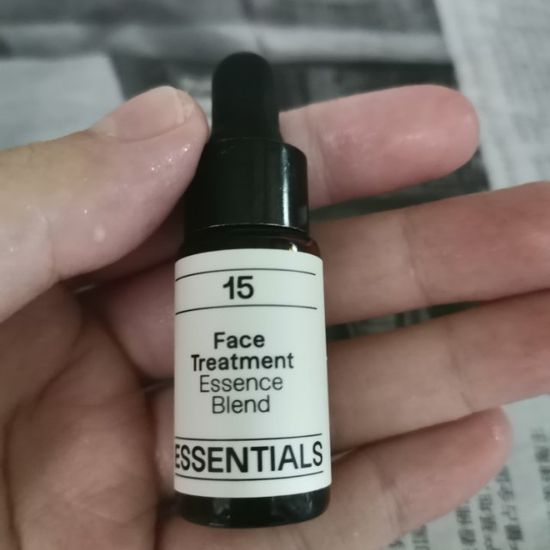 15
Face
Treatment
Essence
Blend
ESSENTIALS